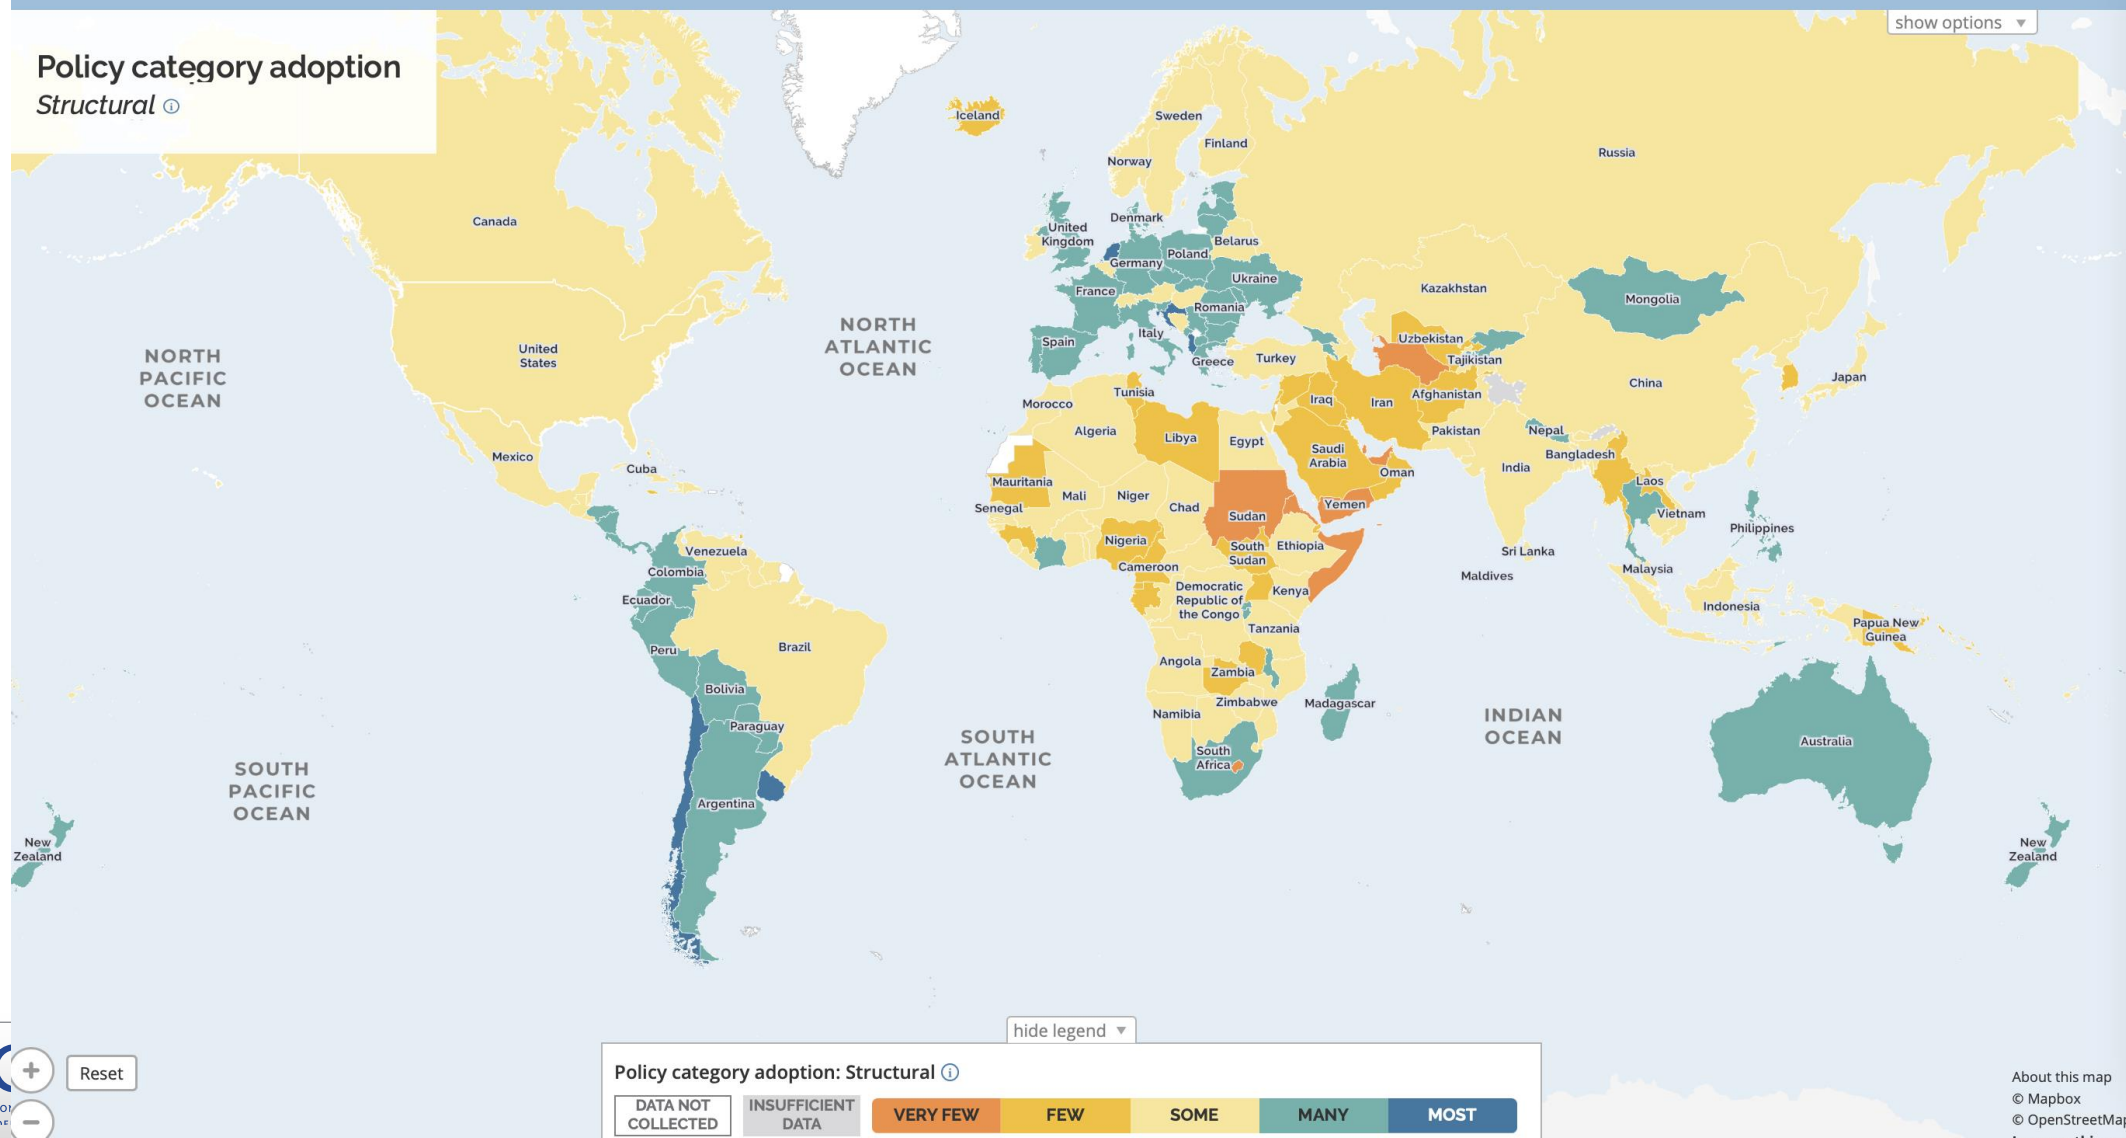 show options
Policy category adoption
Structural
Iceland
Sweden
Finland
Norway
Russia
Canada
Denmark
United
Kingdom
Belarus
Poland
Germany
Ukraine
France
Kazakhstan
Mongolia
Romania
NORTH
ATLANTIC
OCEAN
Italy
Spain
Uzbekistan
United
States
NORTH
PACIFIC
OCEAN
Greece
Turkey
Tajikistan
China
Japan
Tunisia
Afghanistan
Morocco
Iraq
Iran
Algeria
Libya
Egypt
Pakistan
Nepal
Saudi
Arabia
Bangladesh
Mexico
Cuba
India
Oman
Mauritania
Mali
Niger
Laos
Senegal
Chad
Yemen
Sudan
Vietnam
Philippines
Nigeria
South
Sudan
Ethiopia
Venezuela
Sri Lanka
Cameroon
Malaysia
Colombia
Maldives
Democratic
Republic of
the Congo
Kenya
Ecuador
Indonesia
Tanzania
Papua New
Guinea
Brazil
Peru
Angola
Zambia
Bolivia
Zimbabwe
Madagascar
Namibia
INDIAN
OCEAN
Paraguay
SOUTH
ATLANTIC
OCEAN
South
Africa
Australia
SOUTH
PACIFIC
OCEAN
Argentina
New
Zealand
New
Zealand
hide legend
Reset
Policy category adoption: Structural
DATA NOT
COLLECTED
INSUFFICIENT
DATA
VERY FEW
FEW
SOME
MANY
MOST
About this map
© Mapbox
© OpenStreetMap